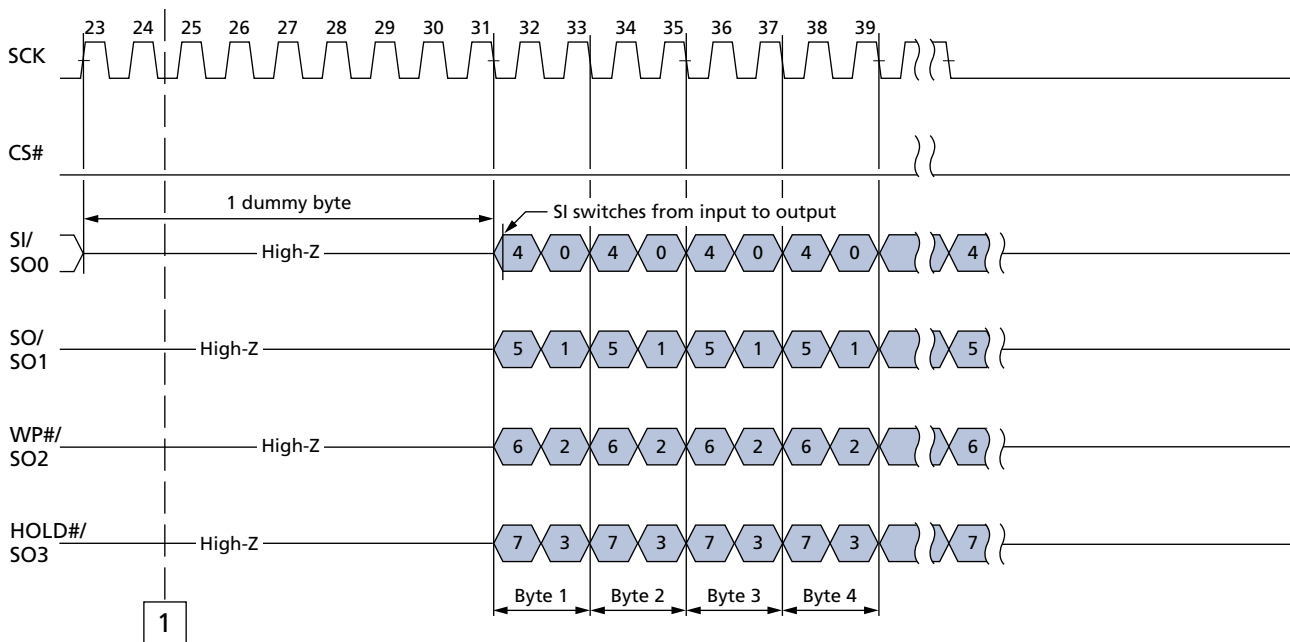 23 24 25 26 27 28 29 30 31 32 33 34 35 36 37 38 39
SCK
CS#
1 dummy byte
SI switches from input to output
SI/
SO0
High-Z
4 0 4 0 4 0 4 0 4
SO/
SO1
High-Z
5 1 5 1 5 1 5 1 5
WP#/
SO2
High-Z
6 2 6 2 6 2 6 2 6
HOLD#/
SO3
High-Z
7 3 7 3 7 3 7 3 7
Byte 1 Byte 2 Byte 3 Byte 4
1